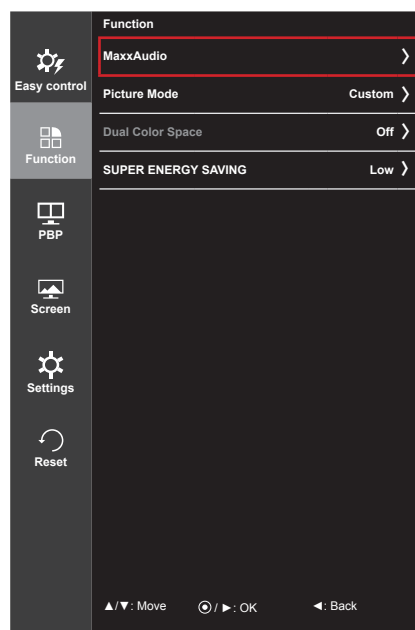 Function
MaxxAudio
Easy control
Picture Mode Custom
Dual Color Space Off
Function
SUPER ENERGY SAVING Low
PBP
Screen
Settings
Reset
▲/▼: Move ⦿ / ►: OK ◄: Back